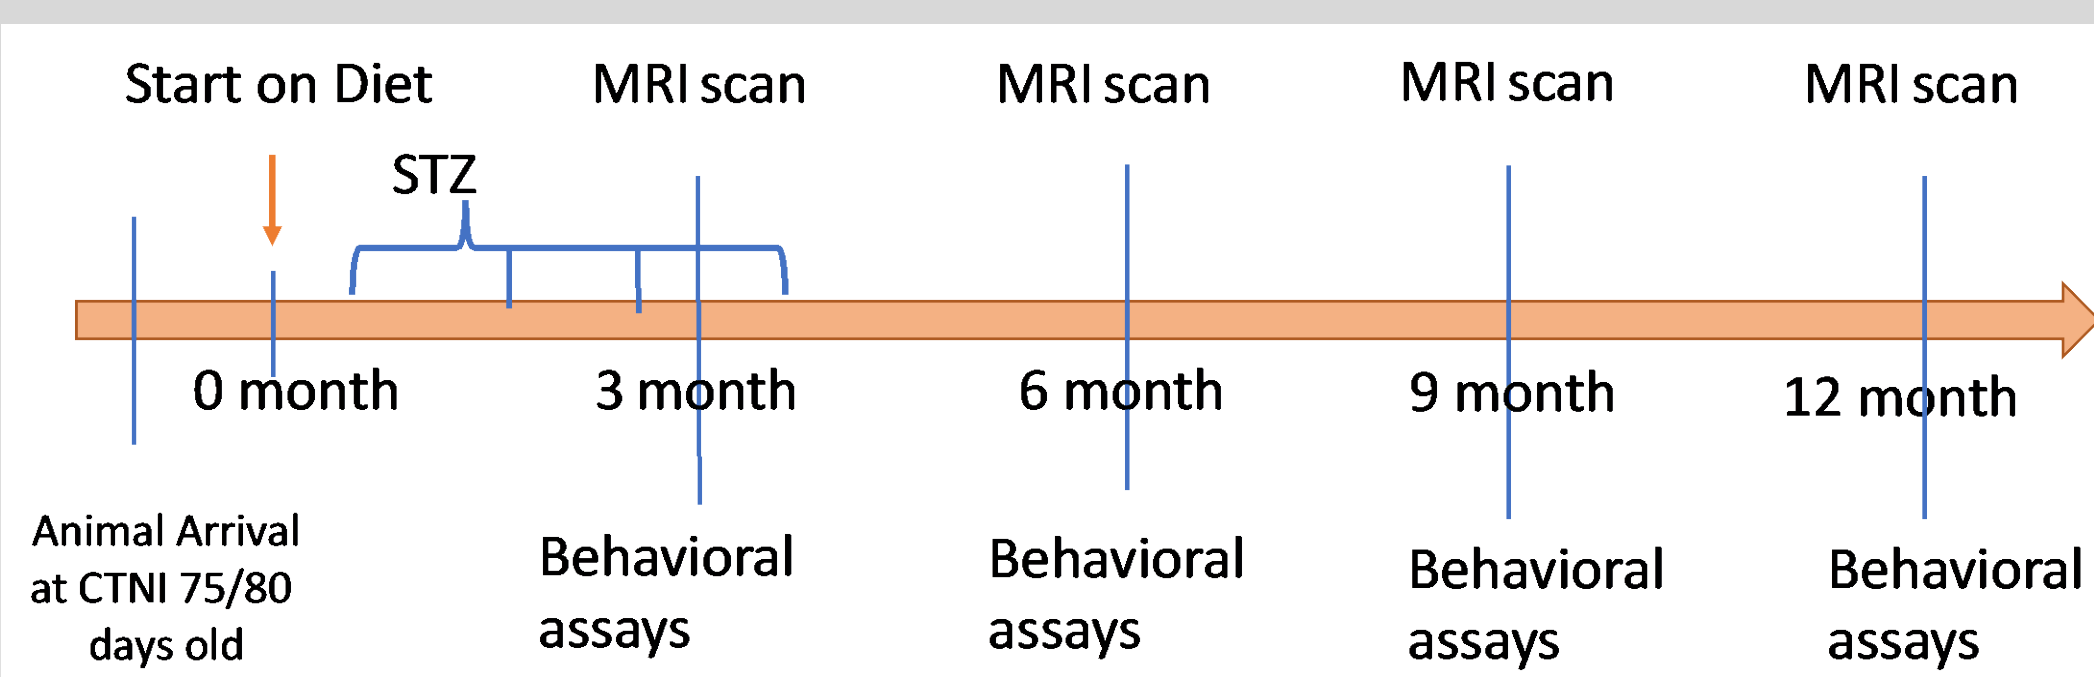 Start on Diet
MRI scan
MRI scan
MRI scan
MRI scan
STZ
0 month
3 month
6 month
9 month
12 month
Animal Arrival
at CTNI 75/80
days old
Behavioral
assays
Behavioral
assays
Behavioral
assays
Behavioral
assays